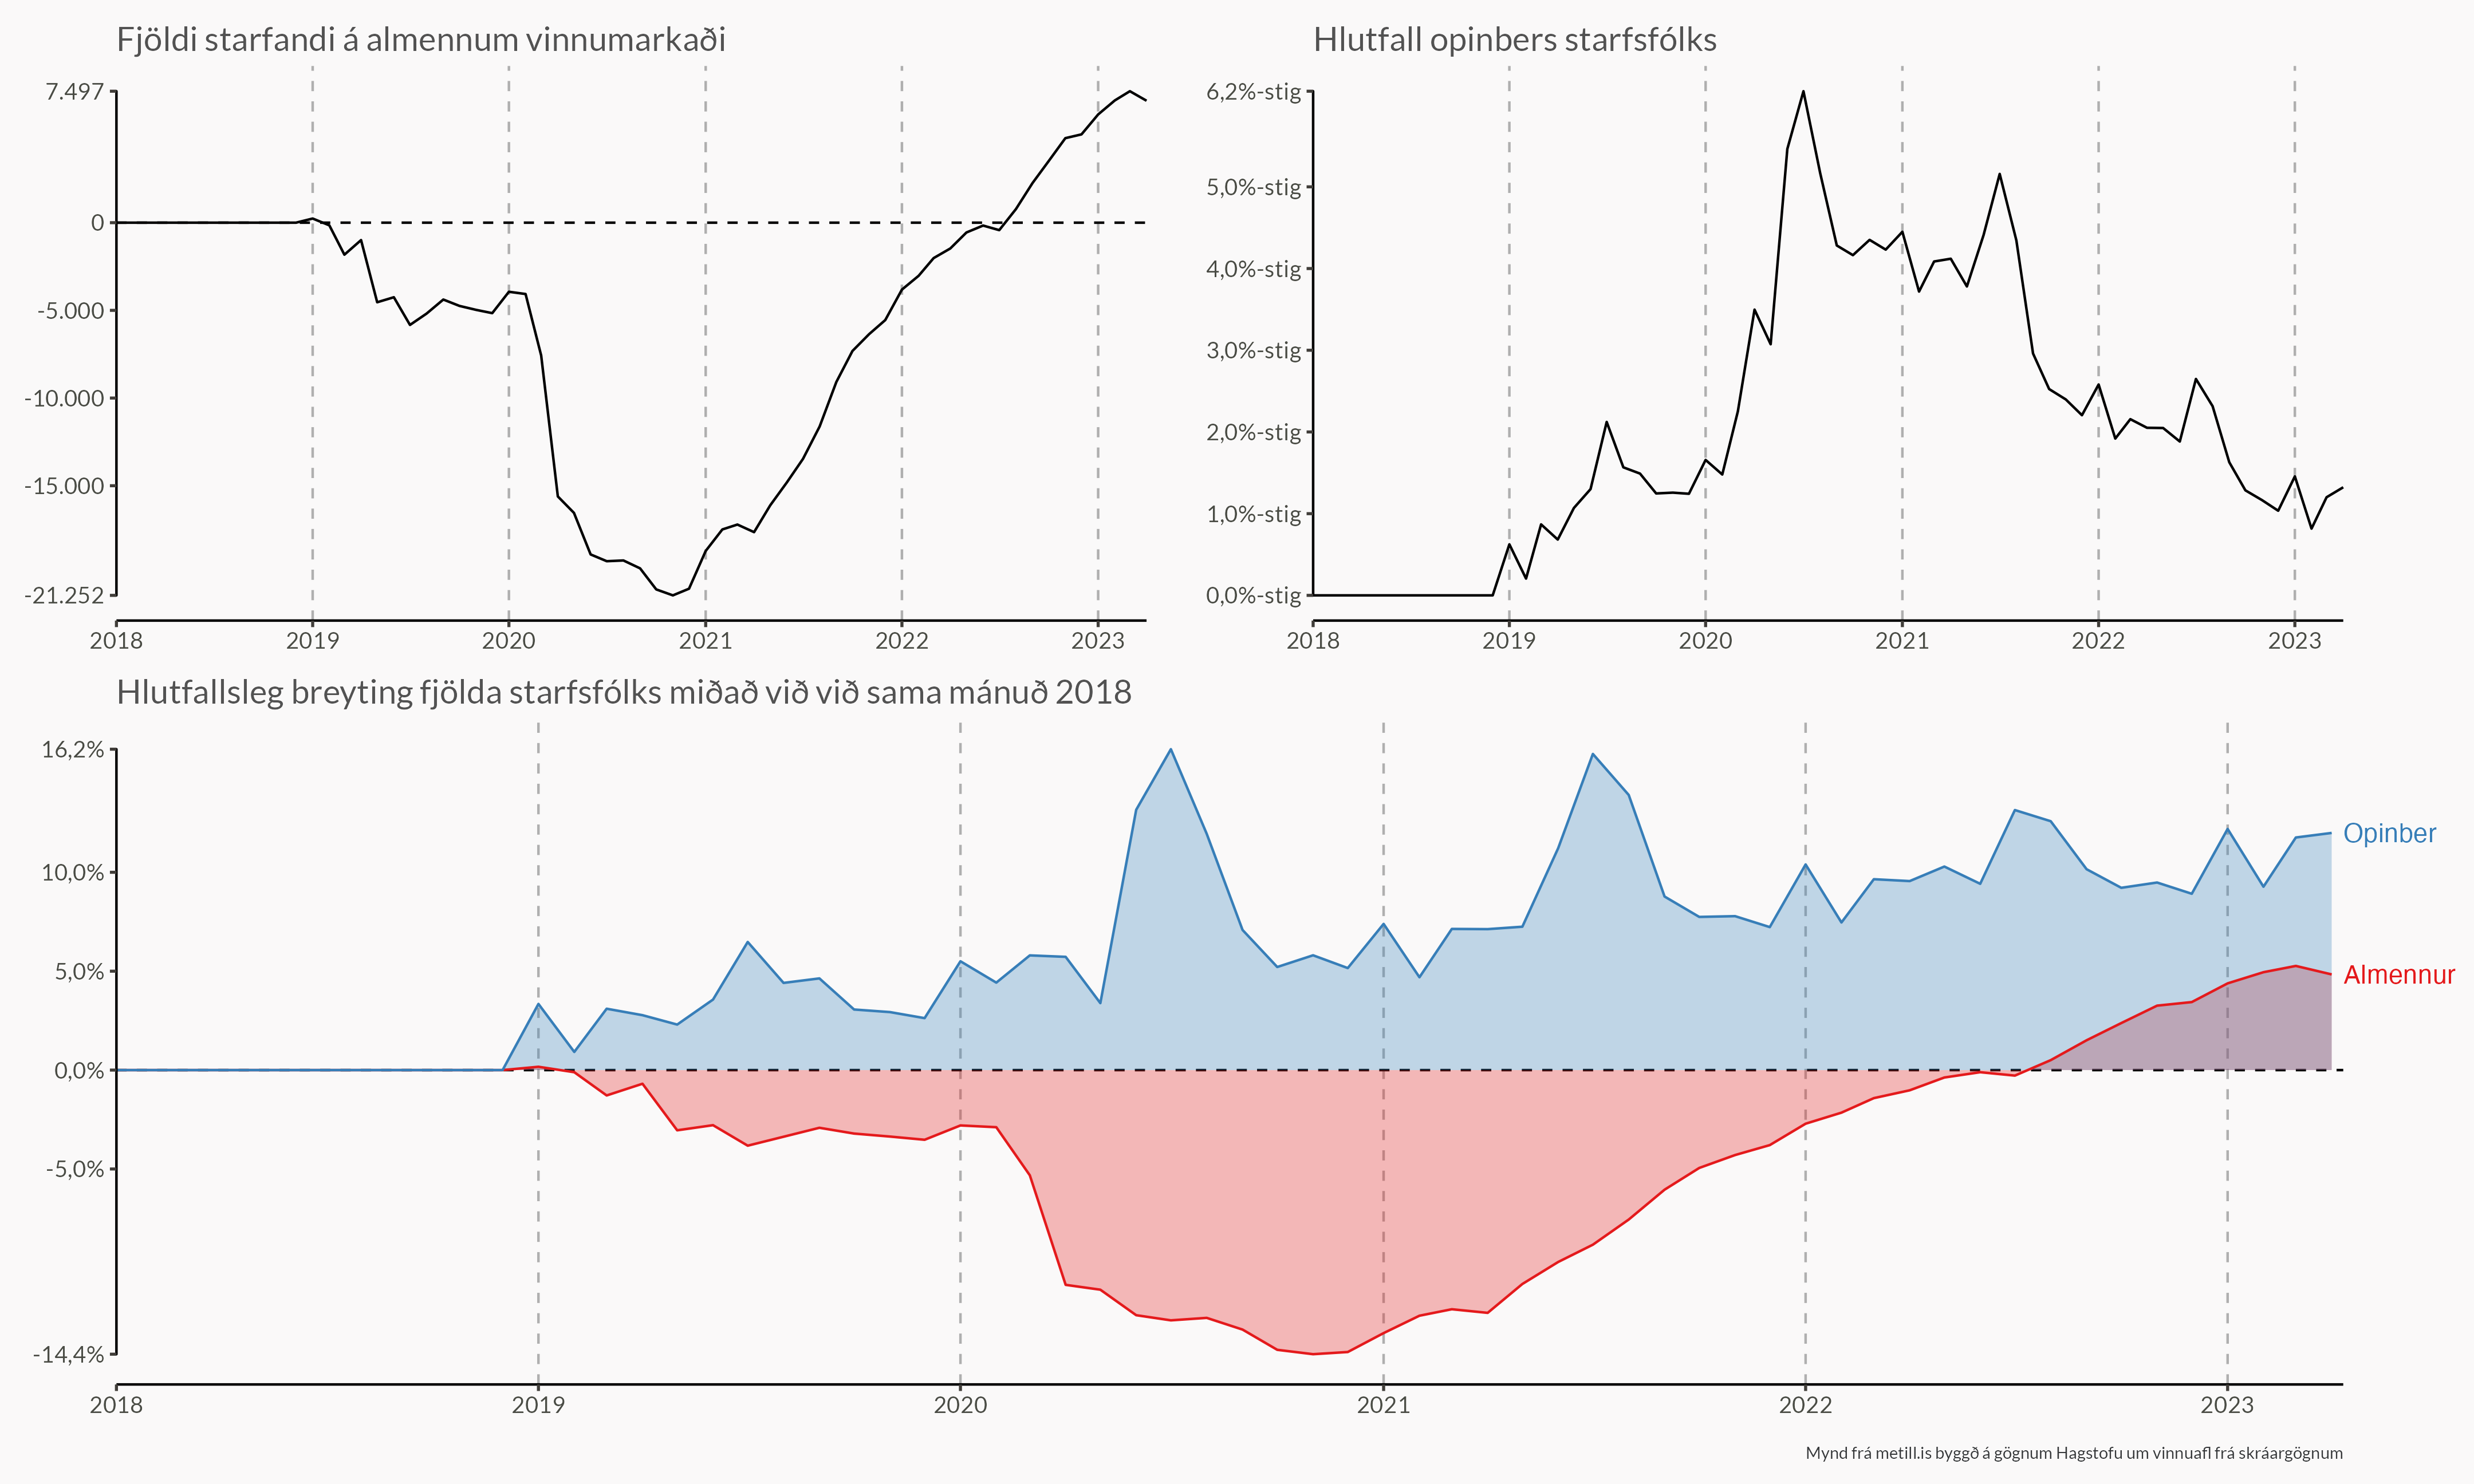 Fjöldi starfandi á almennum vinnumarkaði
7.497
0
-5.000
-10.000
-15.000
-21.252
2018 2019 2020 2021 2022 2023
Hlutfall opinbers starfsfólks
6,2%-stig
5,0%-stig
4,0%-stig
3,0%-stig
2,0%-stig
1,0%-stig
0,0%-stig
2018 2019 2020 2021 2022 2023
Hlutfallsleg breyting fjölda starfsfólks miðað við við sama mánuð 2018
16,2%
10,0%
5,0%
0,0%
-5,0%
-14,4%
Opinber
Almennur
2018 2019 2020 2021 2022 2023
Mynd frá metill.is byggð á gögnum Hagstofu um vinnuafl frá skráargögnum